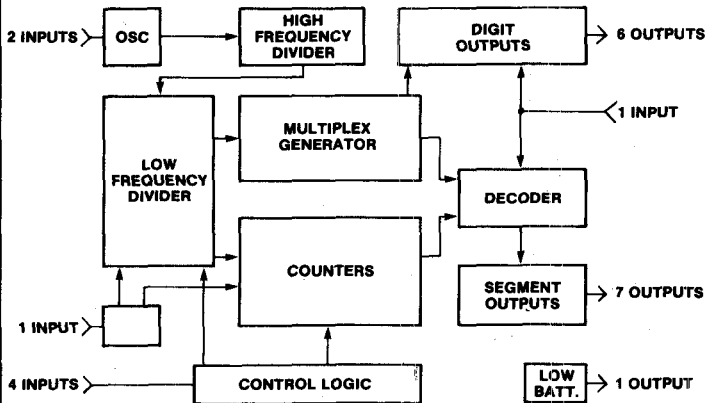 2 INPUTS
OSC
HIGH
FREQUENCY
DIVIDER
DIGIT
OUTPUTS
6 OUTPUTS
1 INPUT
LOW
FREQUENCY
DIVIDER
MULTIPLEX
GENERATOR
DECODER
COUNTERS
SEGMENT
OUTPUTS
7 OUTPUTS
1 INPUT
4 INPUTS
CONTROL LOGIC
LOW
BATT.
1 OUTPUT